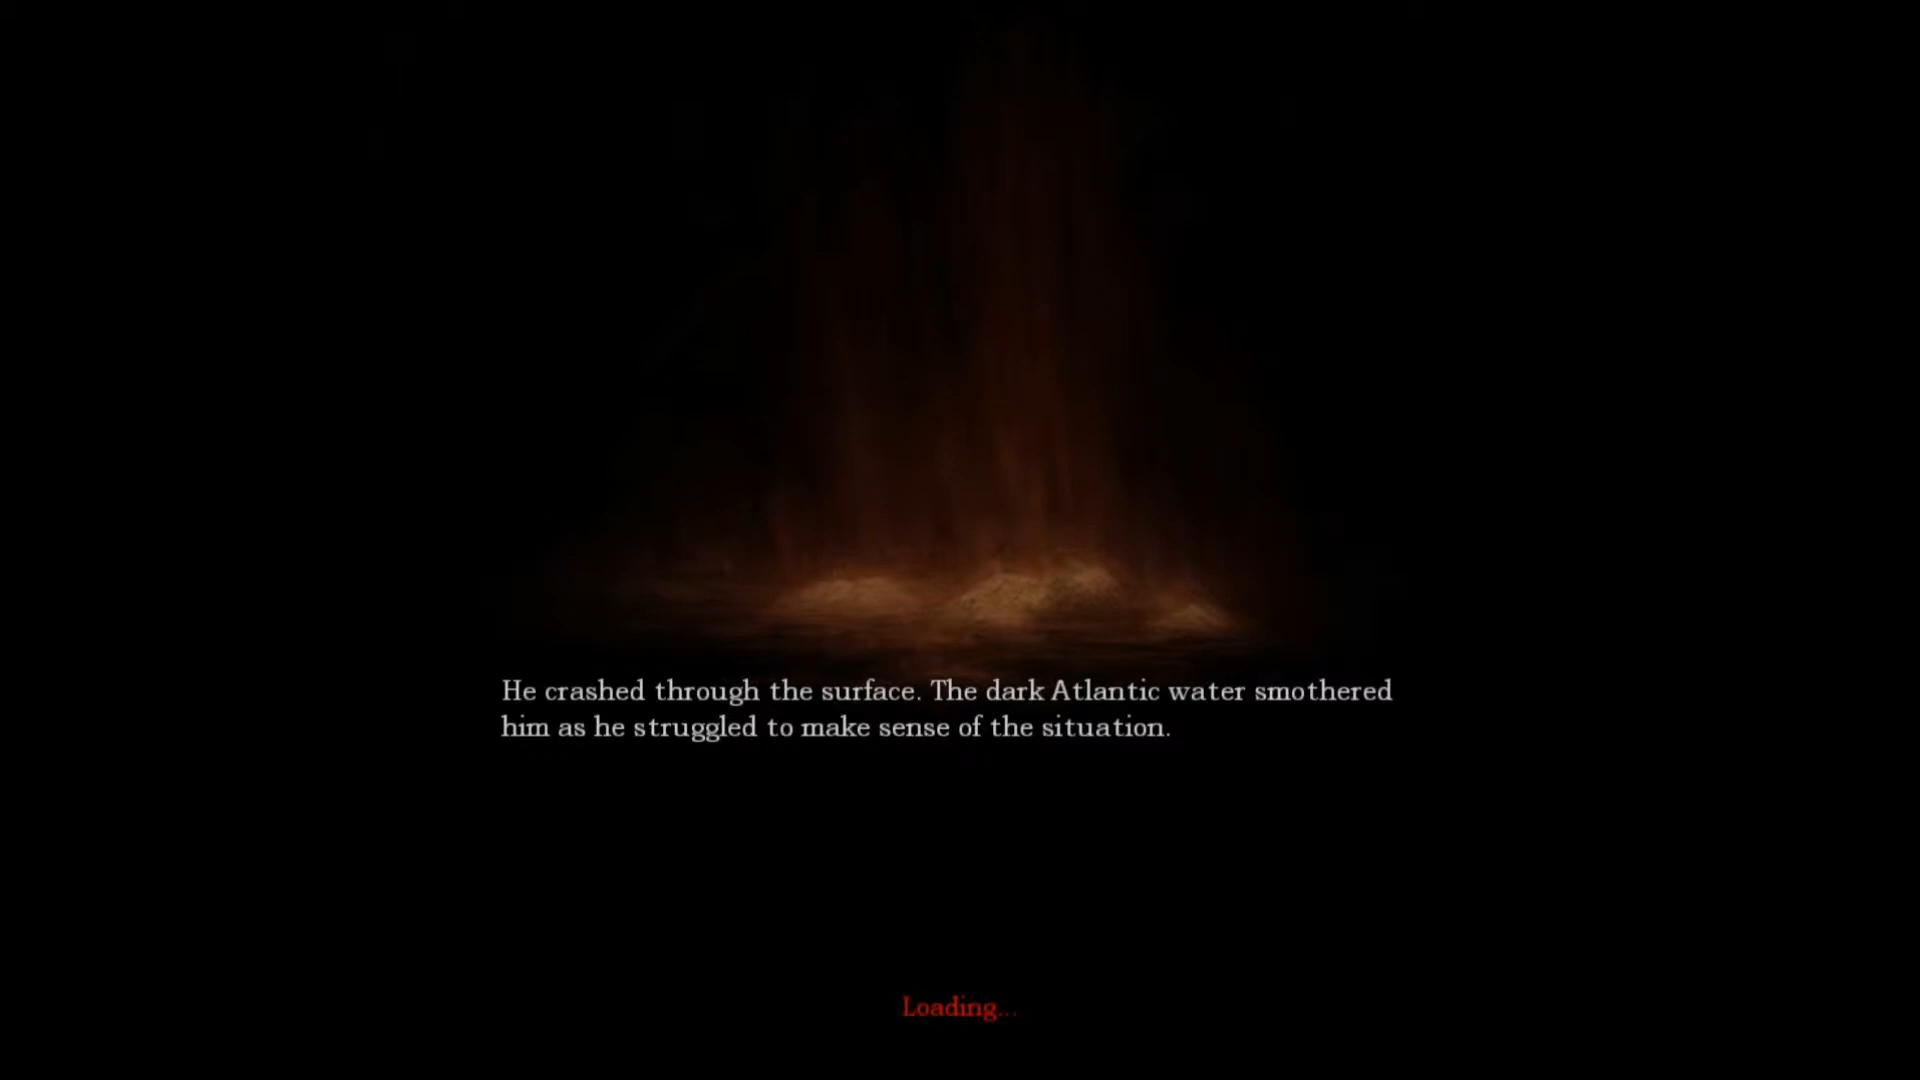 He crashed through the surface. The dark Atlantic water smothered
him as he struggled to make sense of the situation.
Loading...